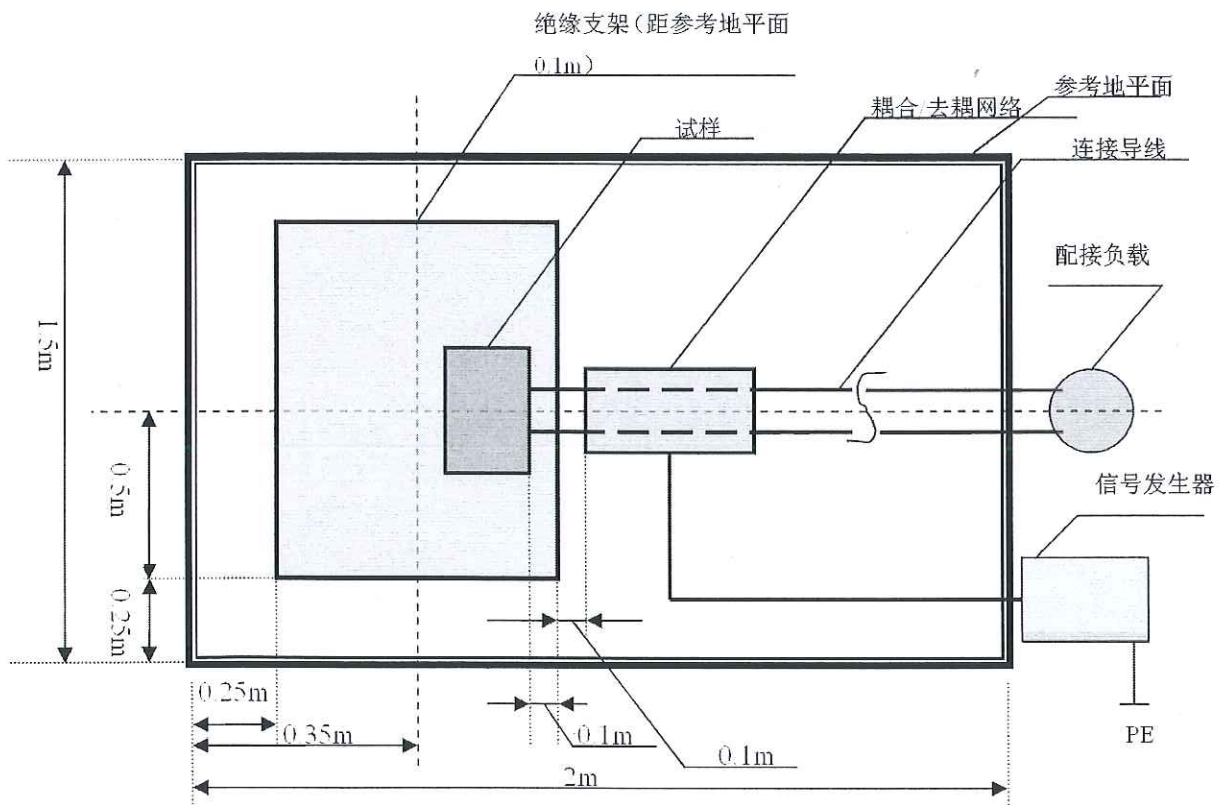 绝缘支架（距参考地平面
0.1m）
参考地平面
耦合/去耦网络
试样
连接导线
配接负载
1.5m
0.5m
信号发生器
0.25m
0.25m
0.35m
0.1m
0.1m
PE
2m